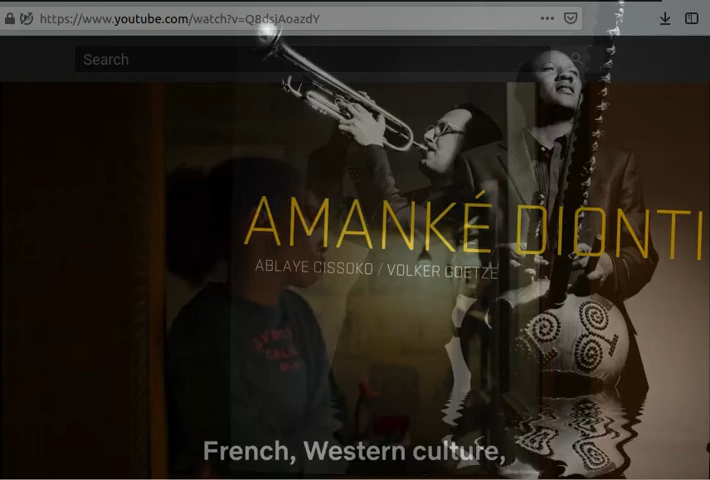 https://www.youtube.com/watch?v=Q8dsjAoazdY
Search
AMANKÉ DIONTI
ABLAYE CISSOKO / VOLKER GOETZE
French, Western culture,